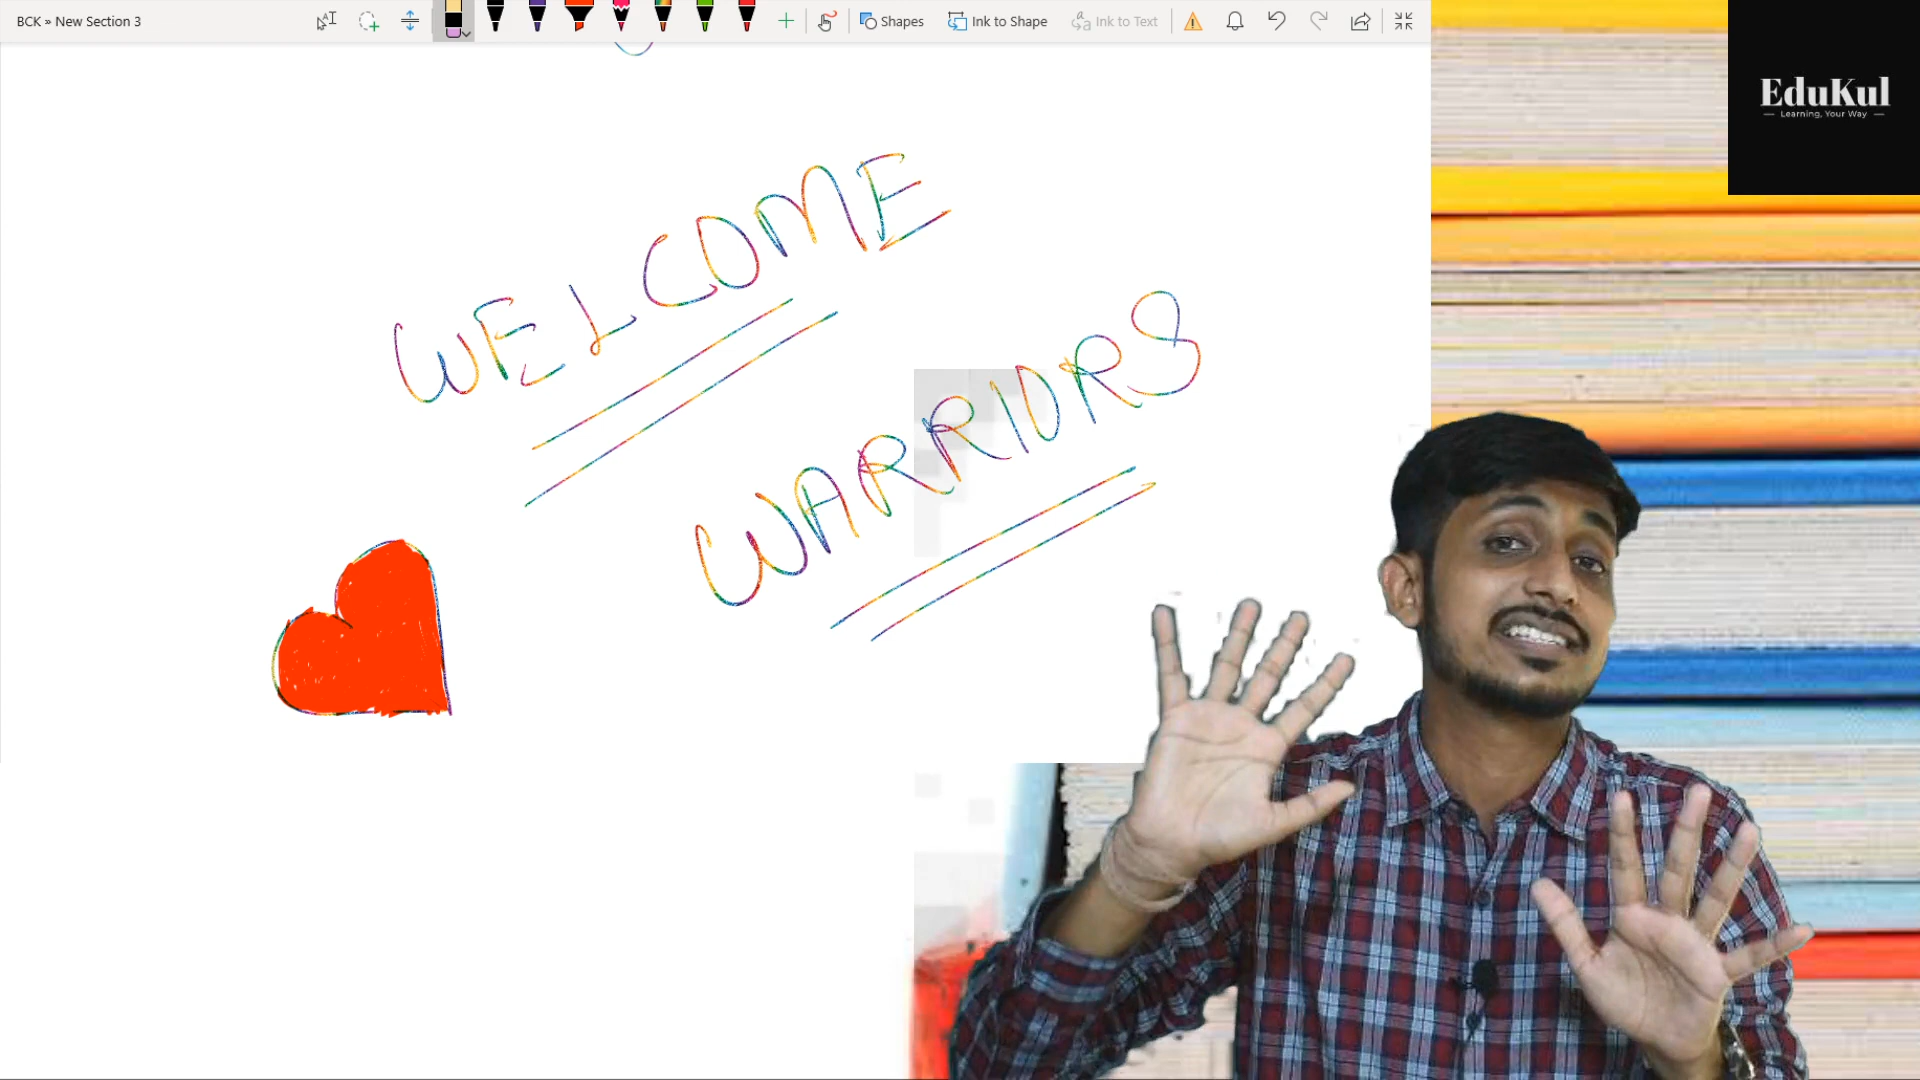 BCK » New Section 3
Shapes
Ink to Shape
Ink to Text
EduKul
Learning, Your Way
WELCOME
WARRIORS